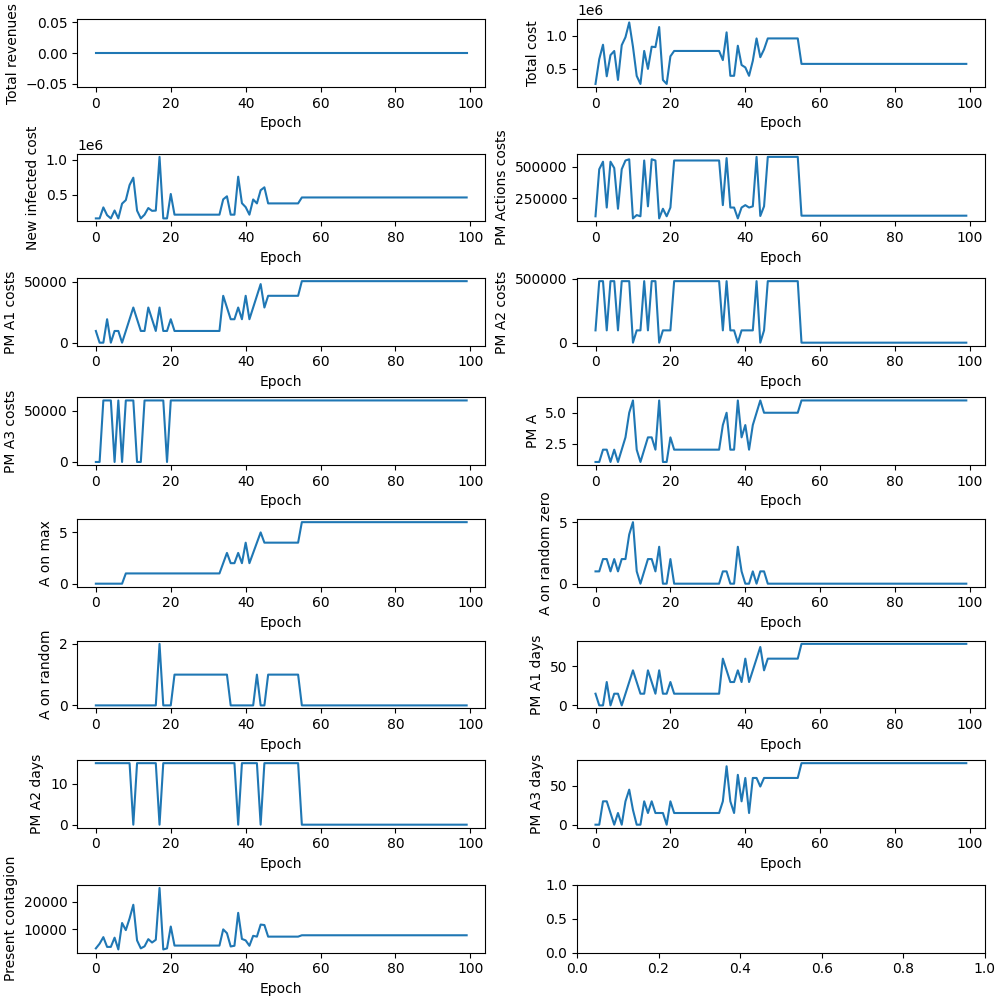 Total revenues
0.05
0.00
−0.05
0 20 40 60 80 100
Epoch
1e6
Total cost
1.0
0.5
0 20 40 60 80 100
Epoch
1e6
New infected cost
1.0
0.5
0 20 40 60 80 100
Epoch
PM Actions costs
500000
250000
0 20 40 60 80 100
Epoch
PM A1 costs
50000
0
0 20 40 60 80 100
Epoch
PM A2 costs
500000
0
0 20 40 60 80 100
Epoch
PM A3 costs
50000
0
0 20 40 60 80 100
Epoch
PM A
5.0
2.5
0 20 40 60 80 100
Epoch
A on max
5
0
0 20 40 60 80 100
Epoch
A on random zero
5
0
0 20 40 60 80 100
Epoch
A on random
2
0
0 20 40 60 80 100
Epoch
PM A1 days
50
0
0 20 40 60 80 100
Epoch
PM A2 days
10
0
0 20 40 60 80 100
Epoch
PM A3 days
50
0
0 20 40 60 80 100
Epoch
Present contagion
20000
10000
0 20 40 60 80 100
Epoch
1.0
0.5
0.0
0.0 0.2 0.4 0.6 0.8 1.0